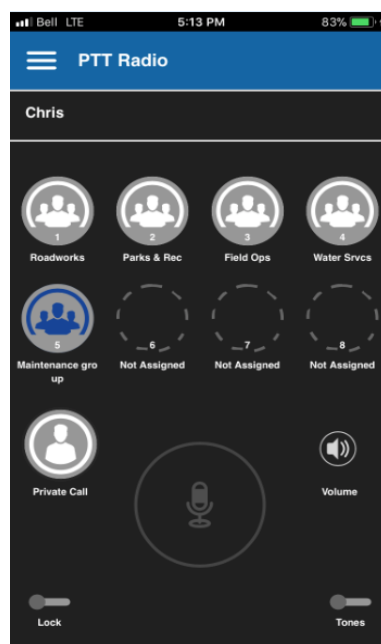 Bell LTE 5:13 PM 83%
PTT Radio
Chris
1 2 3 4
Roadworks Parks & Rec Field Ops Water Srvcs
5 6 7 8
Maintenance gro Not Assigned Not Assigned Not Assigned
up
Private Call Volume
Lock Tones